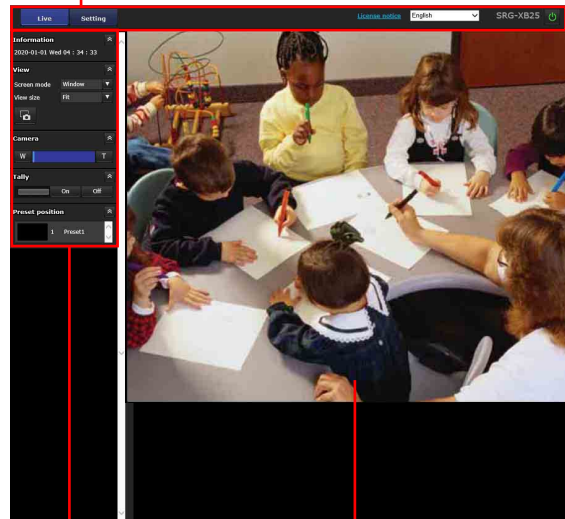 Live Setting License notice English SRG-XB25
Information
2020-01-01 Wed 04 : 34 : 33
View
Screen mode Window
View size Fit
Camera
W T
Tally
On Off
Preset position
1 Preset1